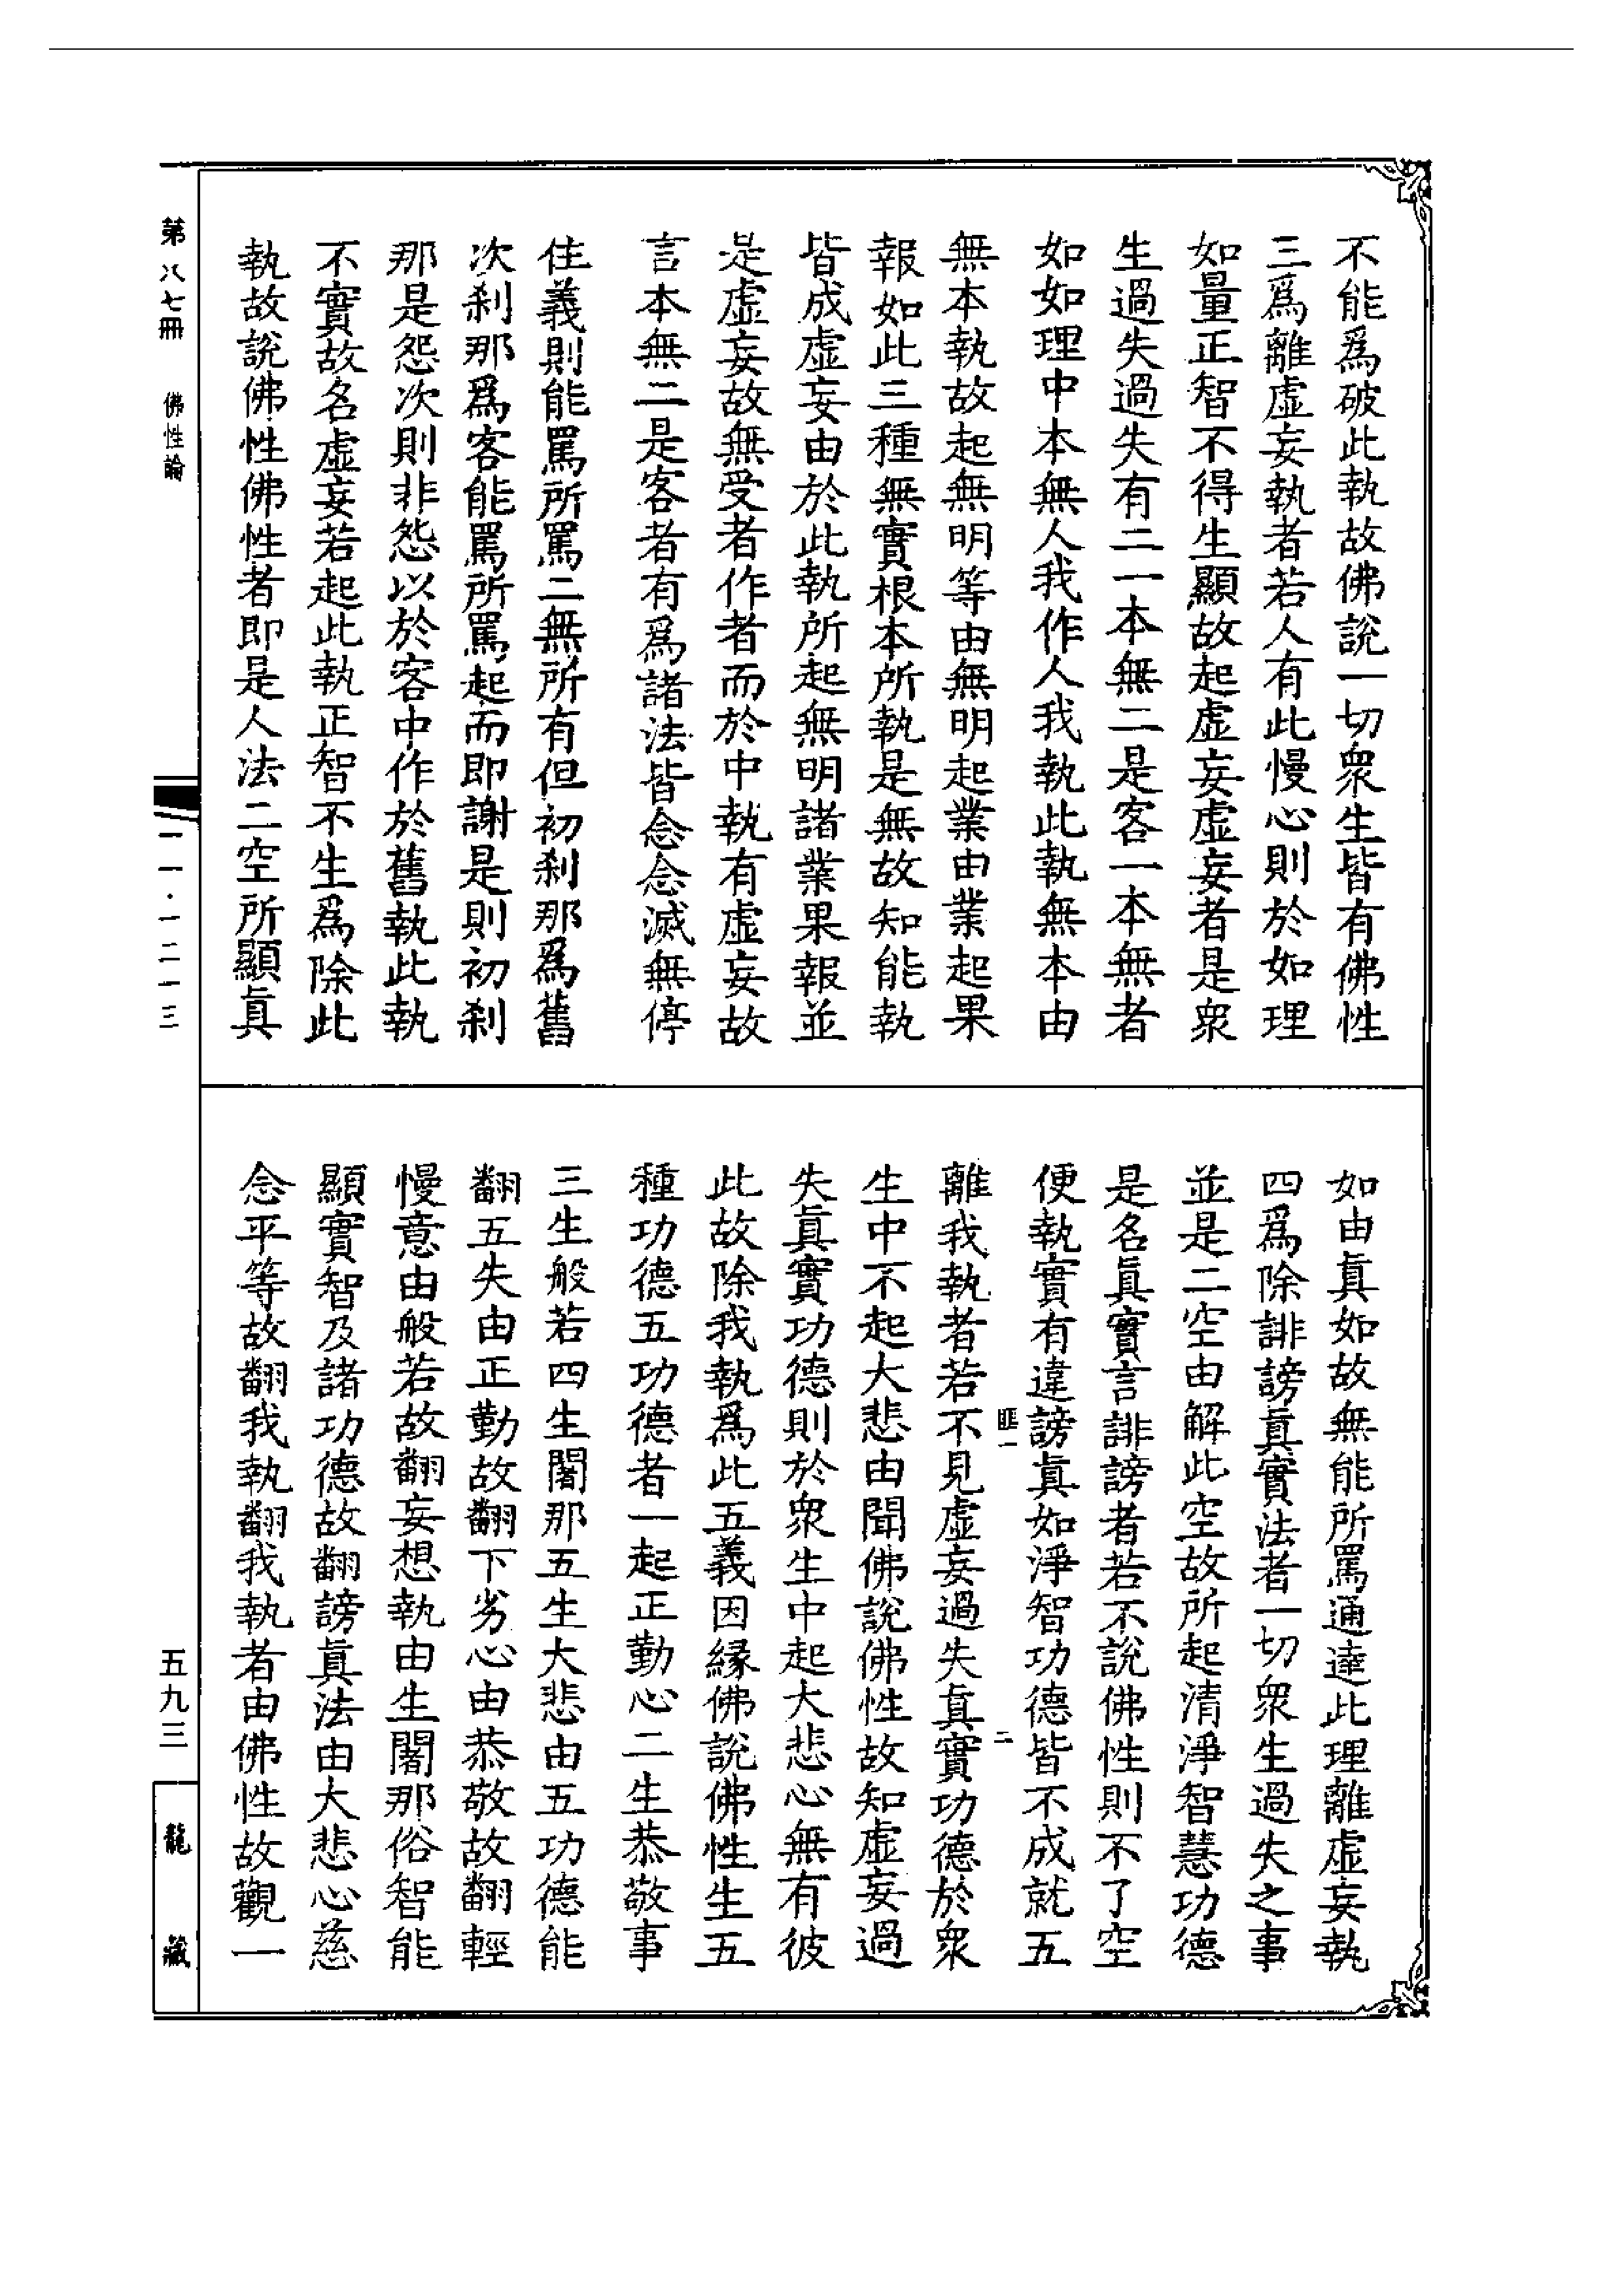 不能爲破此執故佛說一切衆生皆有佛性
三爲離虛妄執者若人有此慢心則於如理
如量正智不得生顯故起虛妄虛妄者是衆
生過失過失有二一本無二是客一本無者
如如理中本無人我作人我執此執無本由
無本執故起無明等由無明起業由業起果
報如此三種無實根本所執是無故知能執
皆成虛妄由於此執所起無明諸業果報並
是虛妄故無受者作者而於中執有虛妄故
言本無二是客者有爲諸法皆念念滅無停
住義則能罵所罵二無所有但初刹那爲舊
次刹那爲客能罵所罵起而即謝是則初刹
那是怨次則非怨以於客中作於舊執此執
不實故名虛妄若起此執正智不生爲除此
執故說佛性佛性者即是人法二空所顯眞
如由眞如故無能所罵通達此理離虛妄執
四爲除誹謗眞實法者一切衆生過失之事
並是二空由解此空故所起清淨智慧功德
是名眞實言誹謗者若不說佛性則不了空
便執實有違謗眞如淨智功德皆不成就五
匪一 二
離我執者若不見虛妄過失眞實功德於衆
生中不起大悲由聞佛說佛性故知虛妄過
失眞實功德則於衆生中起大悲心無有彼
此故除我執爲此五義因緣佛說佛性生五
種功德五功德者一起正勤心二生恭敬事
三生般若四生闍那五生大悲由五功德能
翻五失由正勤故翻下劣心由恭敬故翻輕
慢意由般若故翻妄想執由生闍那俗智能
顯實智及諸功德故翻謗眞法由大悲心慈
念平等故翻我執翻我執者由佛性故觀一
第八七冊 佛性論
二一·一二一三
五九三
龍藏